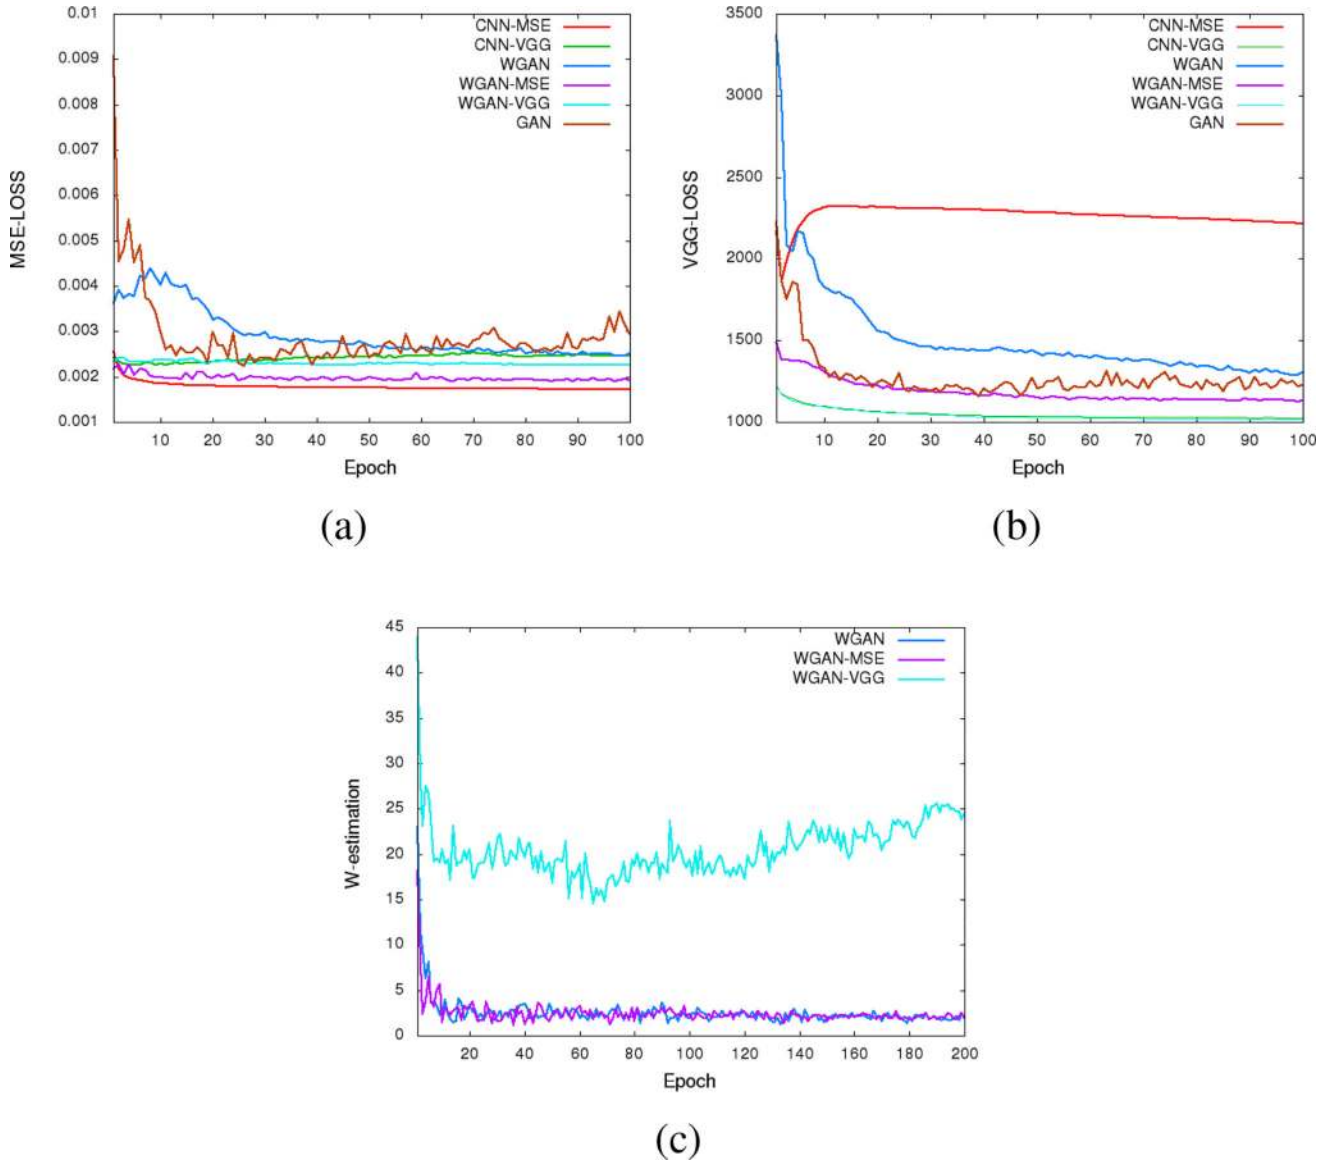 0.01
0.009
0.008
0.007
0.006
0.005
0.004
0.003
0.002
0.001
MSE-LOSS
CNN-MSE
CNN-VGG
WGAN
WGAN-MSE
WGAN-VGG
GAN
10 20 30 40 50 60 70 80 90 100
Epoch
(a)
3500
3000
2500
2000
1500
1000
VGG-LOSS
CNN-MSE
CNN-VGG
WGAN
WGAN-MSE
WGAN-VGG
GAN
10 20 30 40 50 60 70 80 90 100
Epoch
(b)
45
40
35
30
25
20
15
10
5
0
W-estimation
WGAN
WGAN-MSE
WGAN-VGG
20 40 60 80 100 120 140 160 180 200
Epoch
(c)